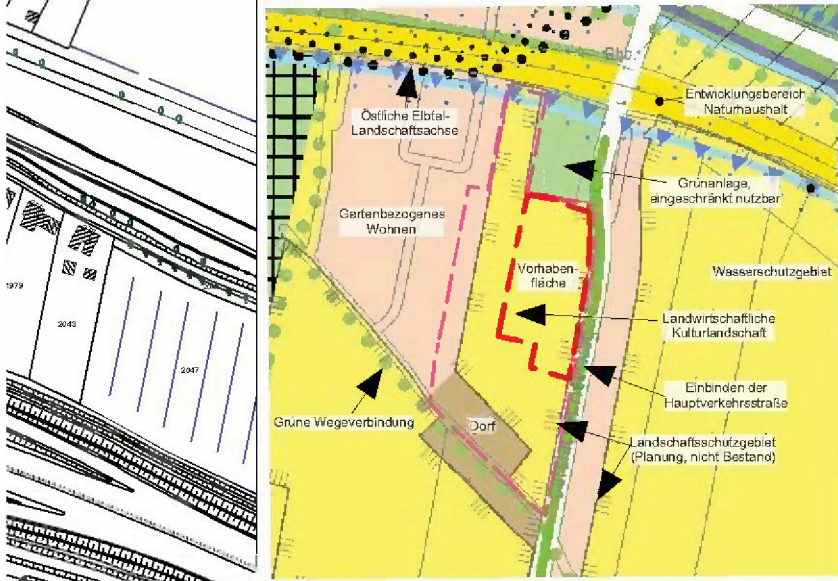 1979
2043
2047
Östliche Elbtal-
Landschaftsachse
Entwicklungsbereich
Naturhaushalt
Grünanlage,
eingeschränkt nutzbar
Gartenbezogenes
Wohnen
Vorhaben-
fläche
Wasserschutzgebiet
Landwirtschaftliche
Kulturlandschaft
Einbinden der
Hauptverkehrsstraße
Grüne Wegeverbindung
Dorf
Landschaftsschutzgebiet
(Planung, nicht Bestand)